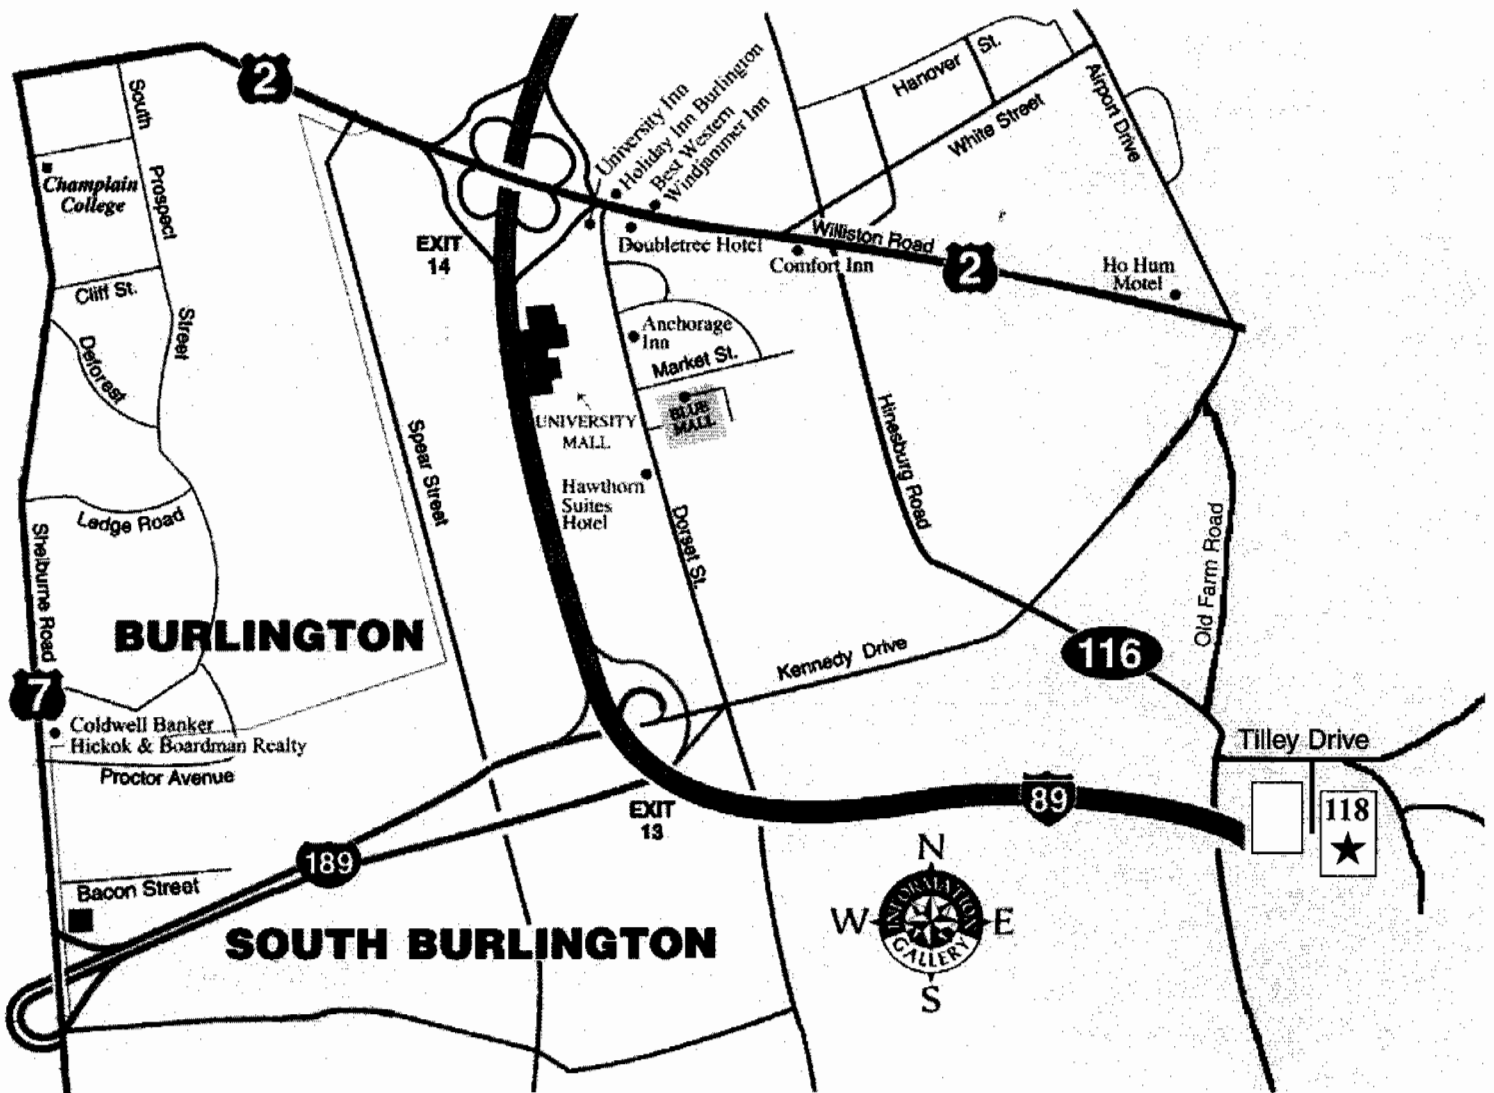 2
South
Prospect
Street
Champlain
College
Cliff St.
Deforest
Ledge Road
Shelburne Road
7
BURLINGTON
Coldwell Banker
Hickok & Boardman Realty
Proctor Avenue
Bacon Street
189
SOUTH BURLINGTON
Spear Street
EXIT
14
University Inn
Holiday Inn Burlington
Best Western
Windjammer Inn
Doubletree Hotel
Comfort Inn
Williston Road
2
Ho Hum
Motel
Hanover
St.
White Street
Airport Drive
Anchorage
Inn
Market St.
BLUE
MALL
UNIVERSITY
MALL
Hawthorn
Suites
Hotel
Dorset St.
Hinesburg Road
Old Farm Road
Kennedy Drive
116
Tilley Drive
118
89
EXIT
13
N
W
E
S
INFORMATION
GALLERY